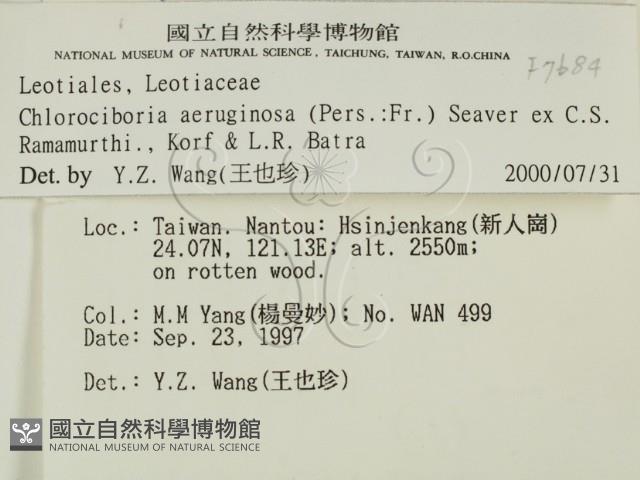 國立自然科學博物館
NATIONAL MUSEUM OF NATURAL SCIENCE, TAICHUNG, TAIWAN, R.O.CHINA
F7684
Leotiales, Leotiaceae
Chlorociboria aeruginosa (Pers.:Fr.) Seaver ex C.S.
Ramamurthi., Korf & L.R. Batra
Det. by Y.Z. Wang(王也珍) 2000/07/31
Loc.: Taiwan. Nantou: Hsinjenkang(新人崗)
24.07N, 121.13E; alt. 2550m;
on rotten wood.
Col.: M.M Yang(楊曼妙); No. WAN 499
Date: Sep. 23, 1997
Det.: Y.Z. Wang(王也珍)
國立自然科學博物館
NATIONAL MUSEUM OF NATURAL SCIENCE